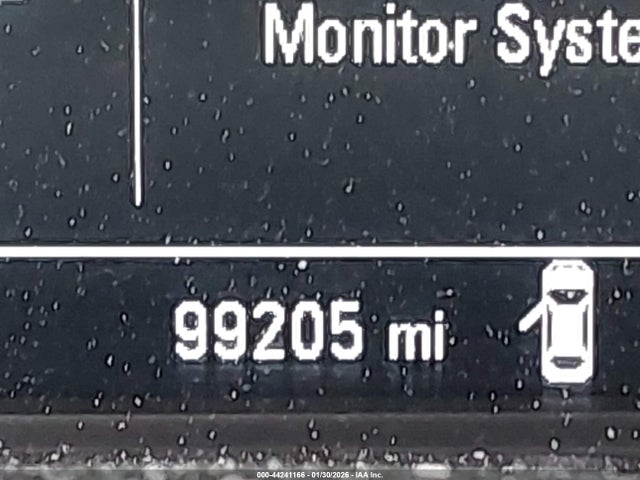 Monitor Syste
99205 mi
000-44241166 - 01/30/2026 - IAA Inc.